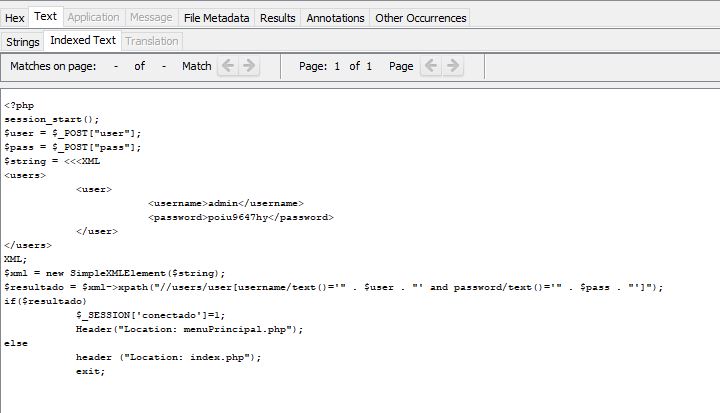 Hex Text Application Message File Metadata Results Annotations Other Occurrences
Strings Indexed Text Translation
Matches on page: - of - Match Page: 1 of 1 Page
<?php
session_start();
$user = $_POST["user"];
$pass = $_POST["pass"];
$string = <<<XML
<users>
<user>
<username>admin</username>
<password>poiu9647hy</password>
</user>
</users>
XML;
$xml = new SimpleXMLElement($string);
$resultado = $xml->xpath("//users/user[username/text()='" . $user . "' and password/text()='" . $pass . "']");
if($resultado)
$_SESSION['conectado']=1;
Header("Location: menuPrincipal.php");
else
header ("Location: index.php");
exit;